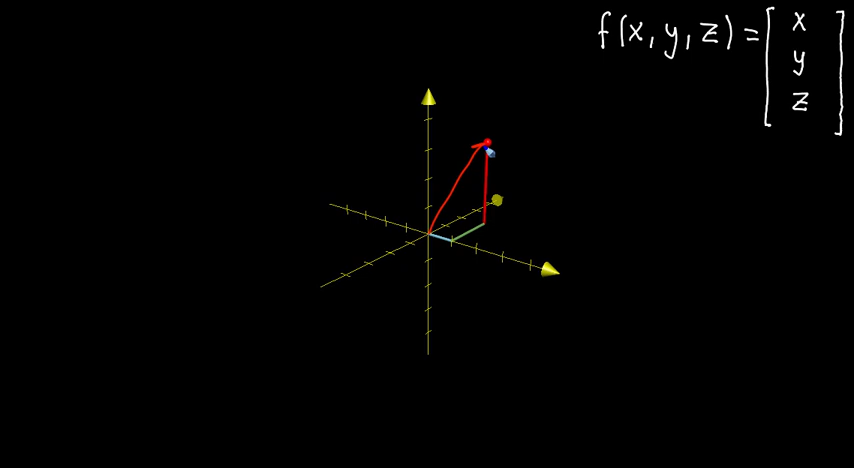 f(x, y, z) = [x
y
z]